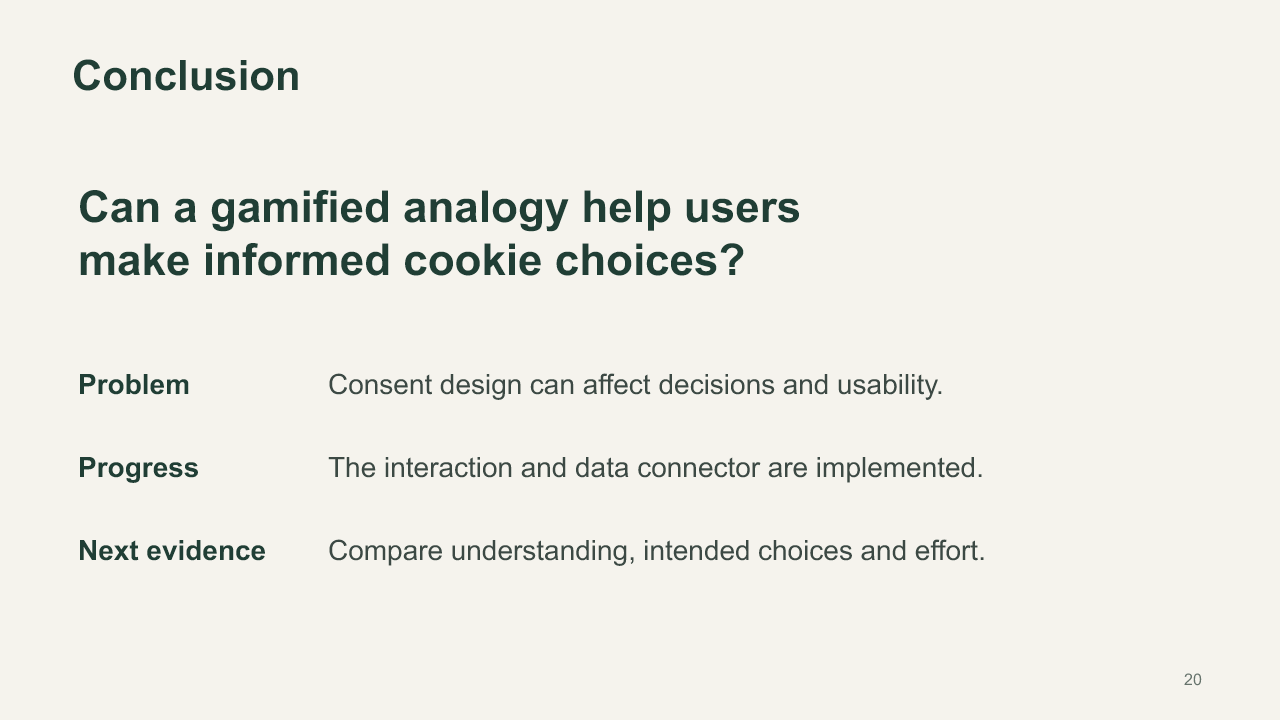 Conclusion
Can a gamified analogy help users
make informed cookie choices?
Problem Consent design can affect decisions and usability.
Progress The interaction and data connector are implemented.
Next evidence Compare understanding, intended choices and effort.
20